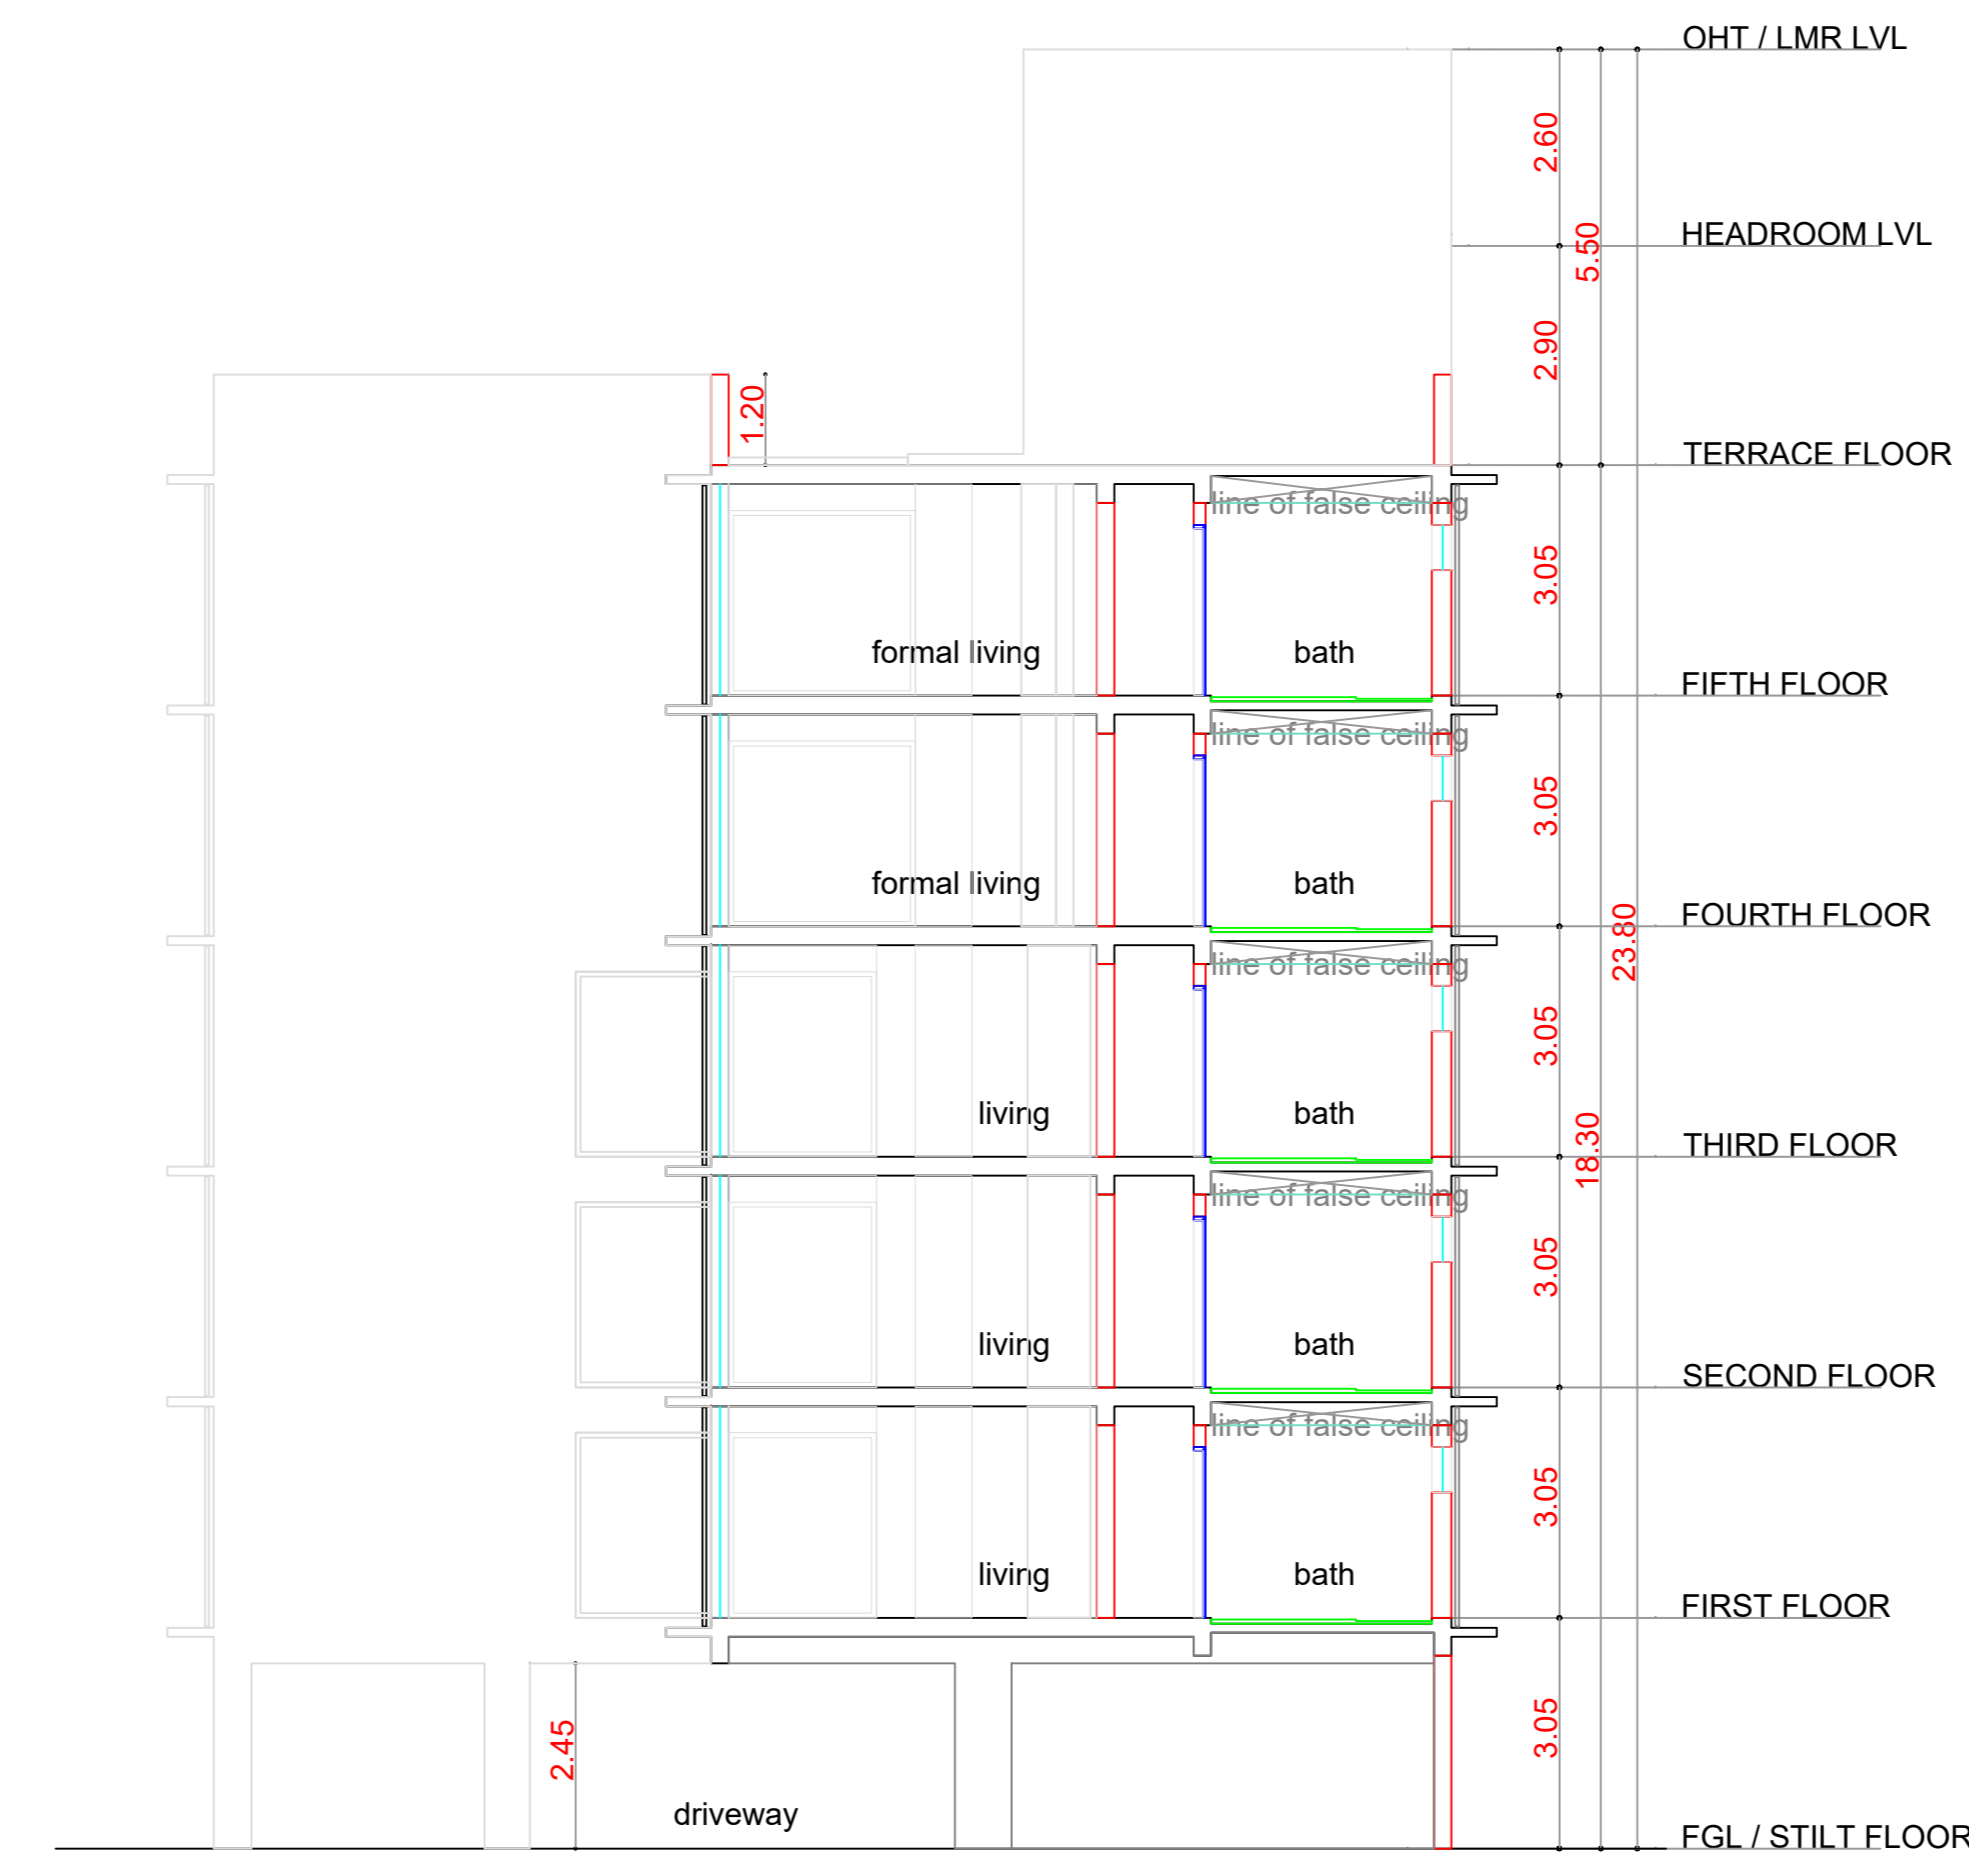 OHT / LMR LVL
2.60
HEADROOM LVL
5.50
2.90
1.20
TERRACE FLOOR
line of false ceiling
3.05
formal living
bath
FIFTH FLOOR
line of false ceiling
3.05
formal living
bath
FOURTH FLOOR
23.80
line of false ceiling
3.05
living
bath
THIRD FLOOR
18.30
line of false ceiling
3.05
living
bath
SECOND FLOOR
line of false ceiling
3.05
living
bath
FIRST FLOOR
2.45
3.05
driveway
FGL / STILT FLOOR